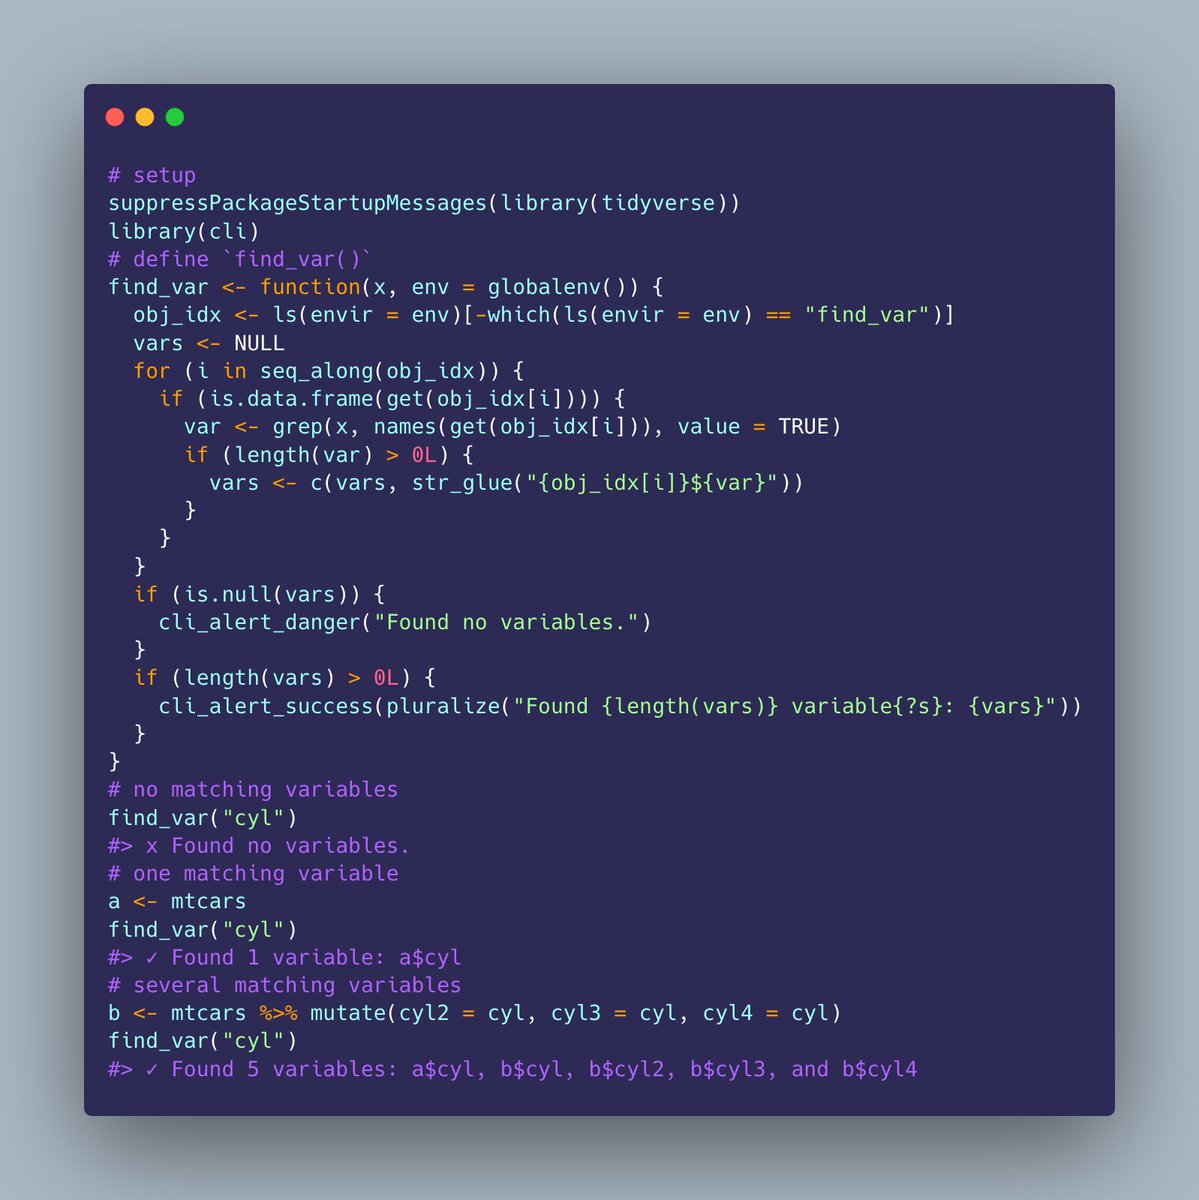 # setup
suppressPackageStartupMessages(library(tidyverse))
library(cli)
# define `find_var()`
find_var <- function(x, env = globalenv()) {
  obj_idx <- ls(envir = env)[-which(ls(envir = env) == "find_var")]
  vars <- NULL
  for (i in seq_along(obj_idx)) {
    if (is.data.frame(get(obj_idx[i]))) {
      var <- grep(x, names(get(obj_idx[i])), value = TRUE)
      if (length(var) > 0L) {
        vars <- c(vars, str_glue("{obj_idx[i]}${var}"))
      }
    }
  }
  if (is.null(vars)) {
    cli_alert_danger("Found no variables.")
  }
  if (length(vars) > 0L) {
    cli_alert_success(pluralize("Found {length(vars)} variable{?s}: {vars}"))
  }
}
# no matching variables
find_var("cyl")
#> x Found no variables.
# one matching variable
a <- mtcars
find_var("cyl")
#> ✓ Found 1 variable: a$cyl
# several matching variables
b <- mtcars %>% mutate(cyl2 = cyl, cyl3 = cyl, cyl4 = cyl)
find_var("cyl")
#> ✓ Found 5 variables: a$cyl, b$cyl, b$cyl2, b$cyl3, and b$cyl4